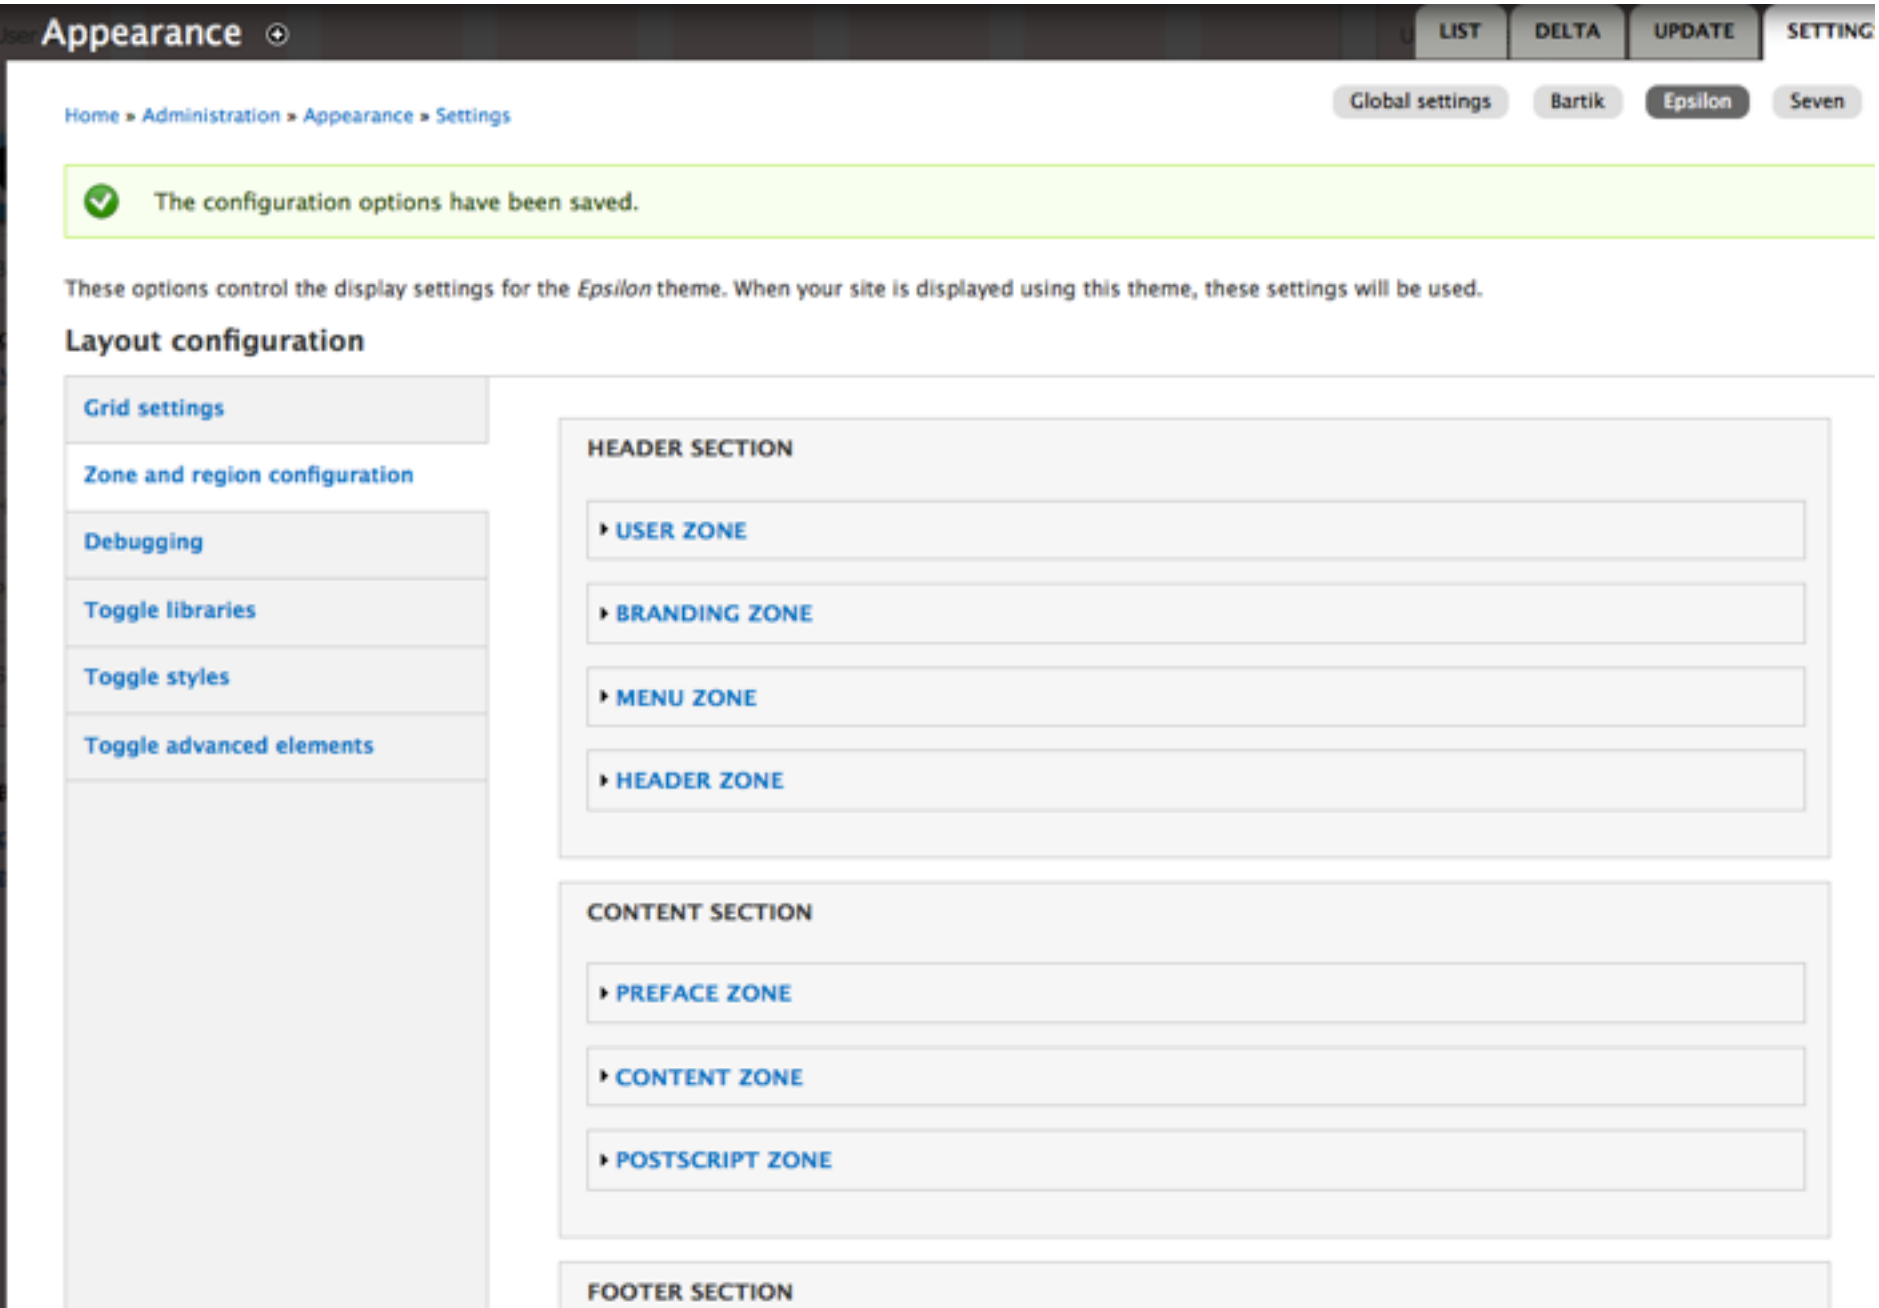 Appearance
LIST DELTA UPDATE SETTING
Home » Administration » Appearance » Settings
Global settings Bartik Epsilon Seven
The configuration options have been saved.
These options control the display settings for the Epsilon theme. When your site is displayed using this theme, these settings will be used.
Layout configuration
Grid settings
Zone and region configuration
Debugging
Toggle libraries
Toggle styles
Toggle advanced elements
HEADER SECTION
USER ZONE
BRANDING ZONE
MENU ZONE
HEADER ZONE
CONTENT SECTION
PREFACE ZONE
CONTENT ZONE
POSTSCRIPT ZONE
FOOTER SECTION